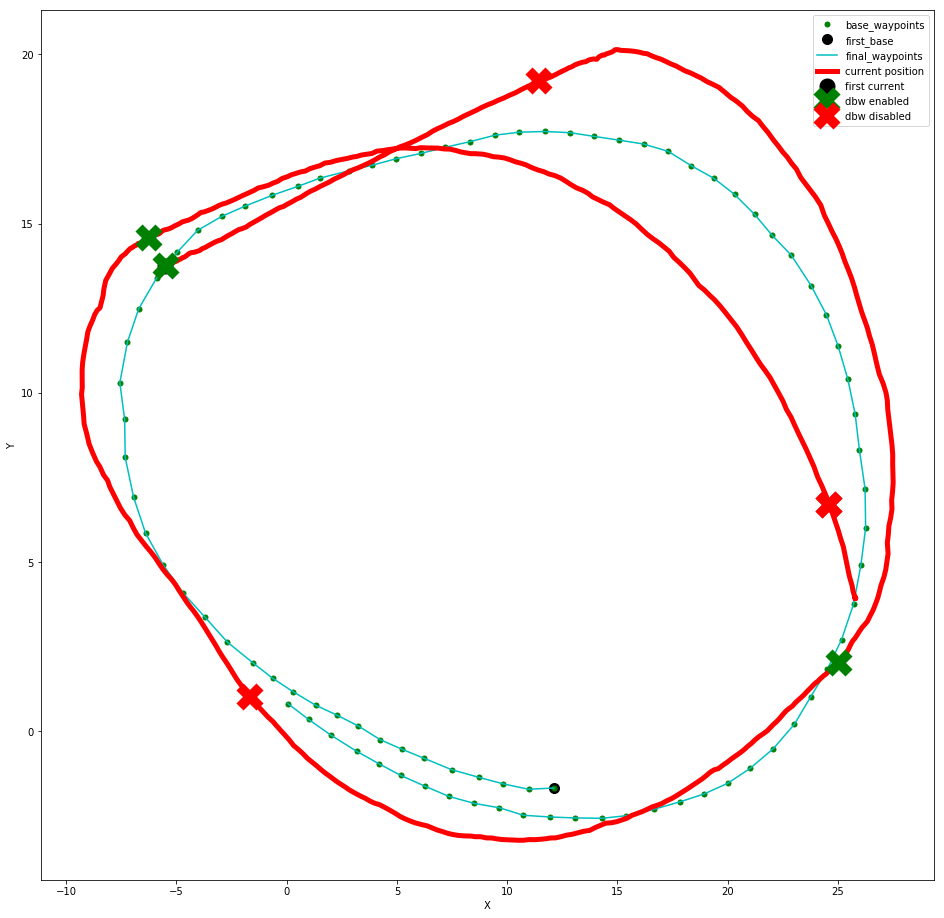 base_waypoints
first_base
final_waypoints
current position
first current
dbw enabled
dbw disabled
20
15
10
5
0
Y
−10
−5
0
5
10
15
20
25
X